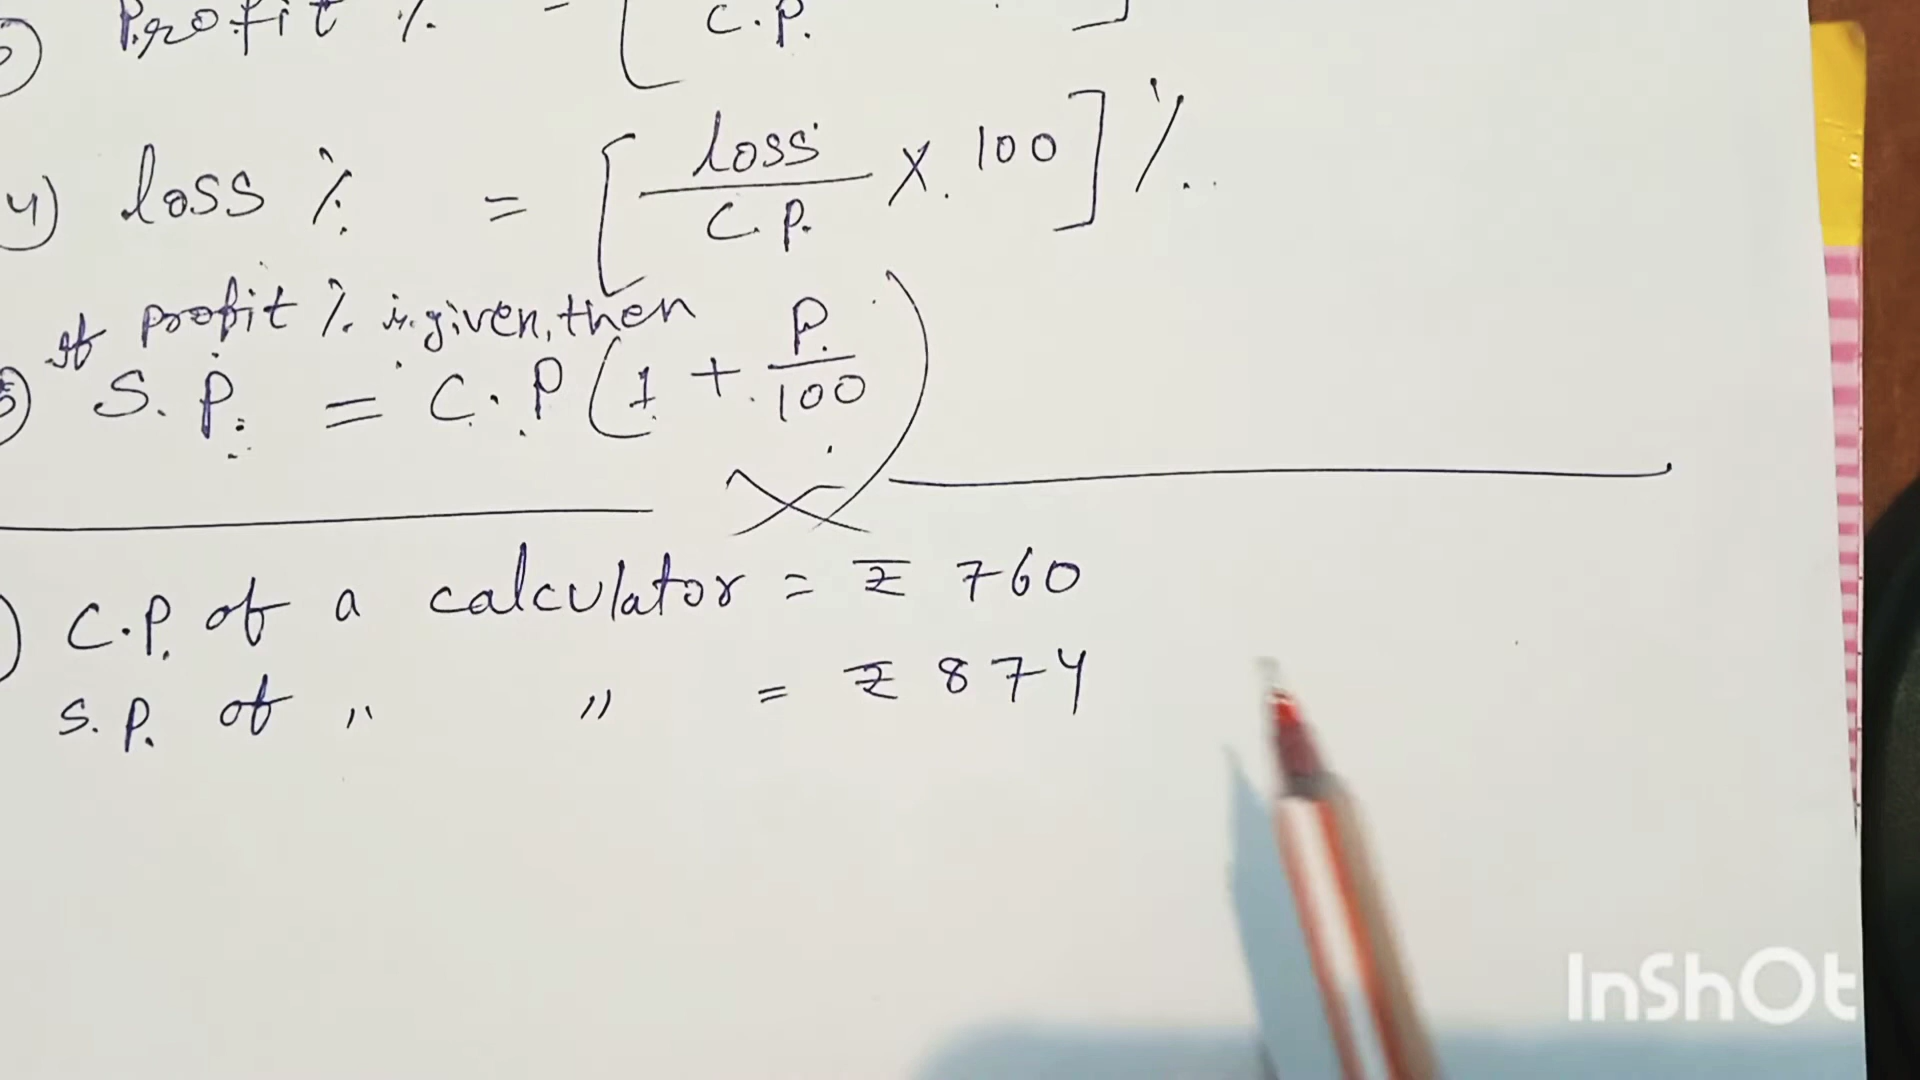 Profit % = [ C.P. ]
4) loss % = [ loss / C.P. × 100 ] %
If profit % is given, then
5) S.P. = C.P ( 1 + P. / 100 )
) C.P. of a calculator = ₹ 760
S.P. of " " = ₹ 874
InShOt